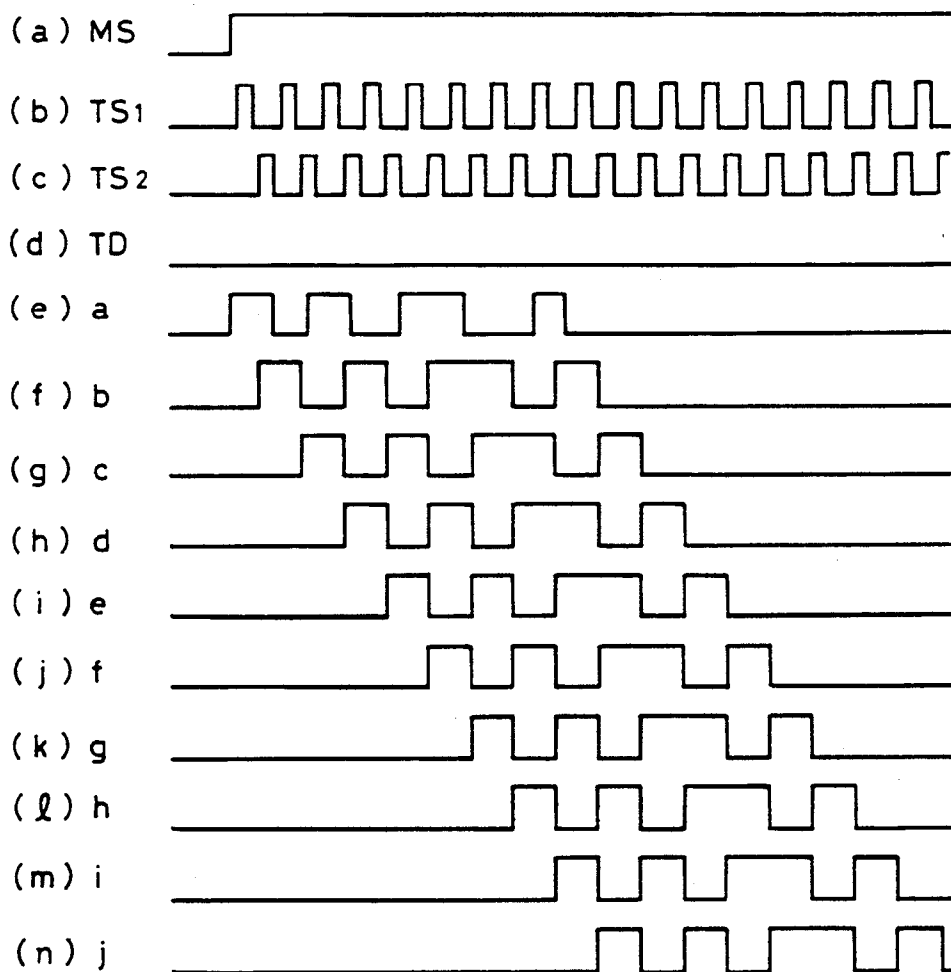 (a) MS
(b) TS1
(c) TS2
(d) TD
(e) a
(f) b
(g) c
(h) d
(i) e
(j) f
(k) g
(ℓ) h
(m) i
(n) j